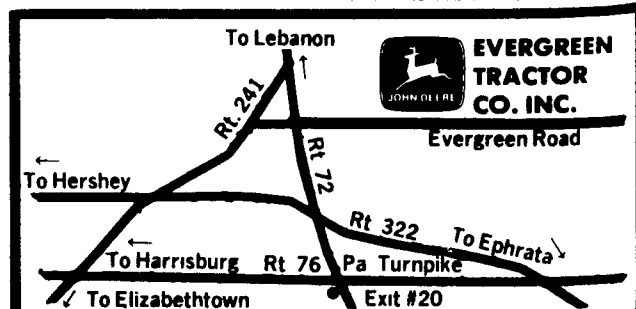 To Lebanon
EVERGREEN
TRACTOR
CO. INC.
JOHN DEERE
Rt. 241
Evergreen Road
To Hershey
Rt 72
Rt 322
To Ephrata
To Harrisburg
Rt 76 Pa Turnpike
To Elizabethtown
Exit #20